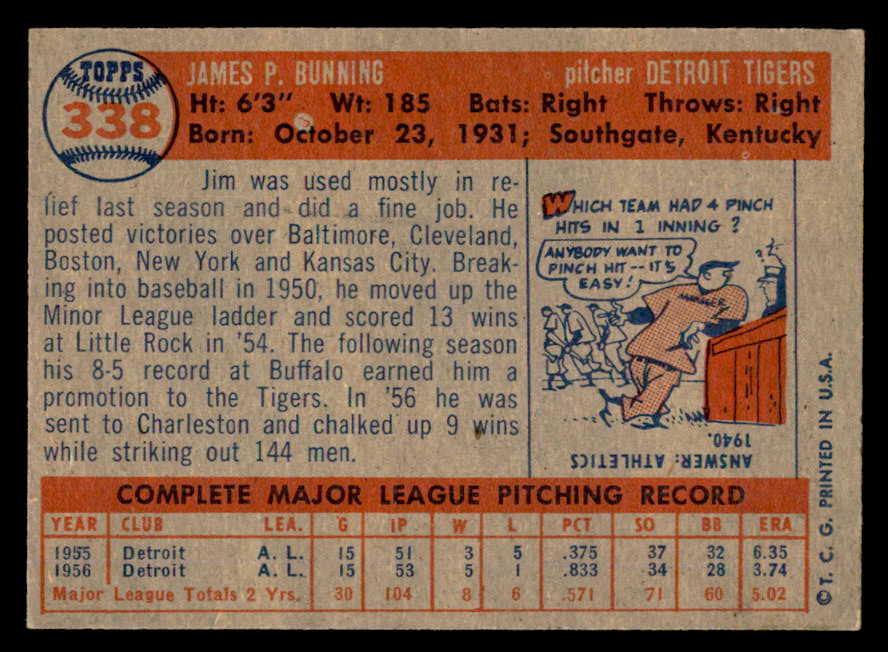 TOPPS
338
JAMES P. BUNNING pitcher DETROIT TIGERS
Ht: 6'3" Wt: 185 Bats: Right Throws: Right
Born: October 23, 1931; Southgate, Kentucky
Jim was used mostly in re-
lief last season and did a fine job. He
posted victories over Baltimore, Cleveland,
Boston, New York and Kansas City. Break-
ing into baseball in 1950, he moved up the
Minor League ladder and scored 13 wins
at Little Rock in '54. The following season
his 8-5 record at Buffalo earned him a
promotion to the Tigers. In '56 he was
sent to Charleston and chalked up 9 wins
while striking out 144 men.
WHICH TEAM HAD 4 PINCH
HITS IN 1 INNING ?
ANYBODY WANT TO
PINCH HIT -- IT'S
EASY!
MANAGER
ANSWER: ATHLETICS
1940.
COMPLETE MAJOR LEAGUE PITCHING RECORD
YEAR CLUB LEA. G IP W L PCT SO BB ERA
1955 Detroit A. L. 15 51 3 5 .375 37 32 6.35
1956 Detroit A. L. 15 53 5 1 .833 34 28 3.74
Major League Totals 2 Yrs. 30 104 8 6 .571 71 60 5.02
© T. C. G. PRINTED IN U.S.A.